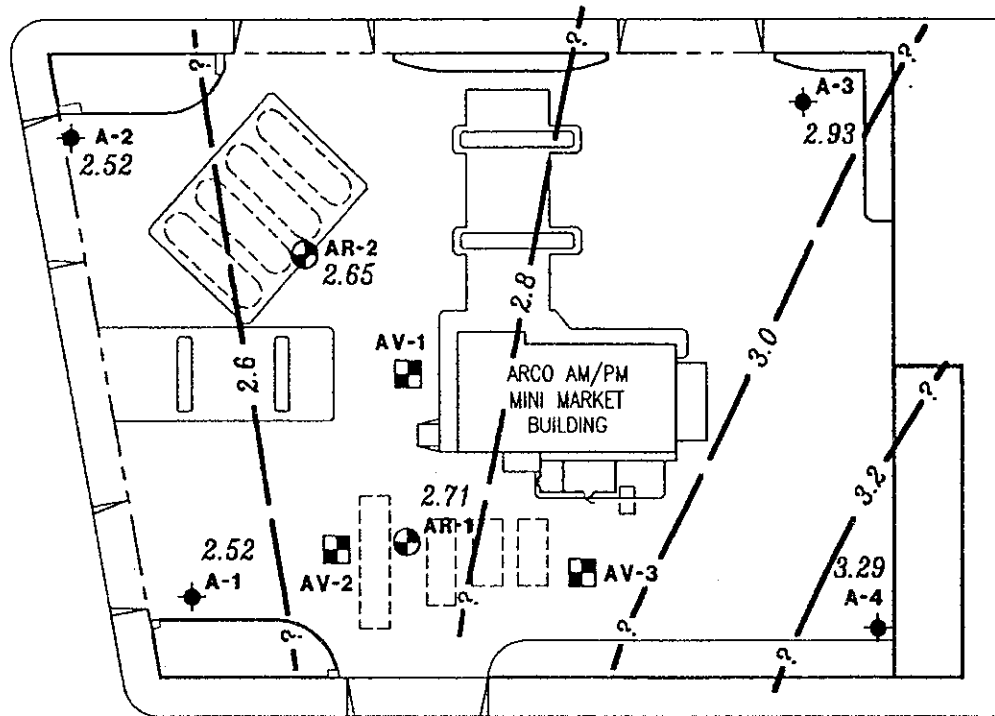 ?
?
?
?
A-3
A-2
2.93
2.52
AR-2
2.65
2.8
3.0
AV-1
2.6
ARCO AM/PM
MINI MARKET
BUILDING
?
3.2
2.71
AR-1
2.52
AV-2
AV-3
3.29
A-1
A-4
?
?
?
?